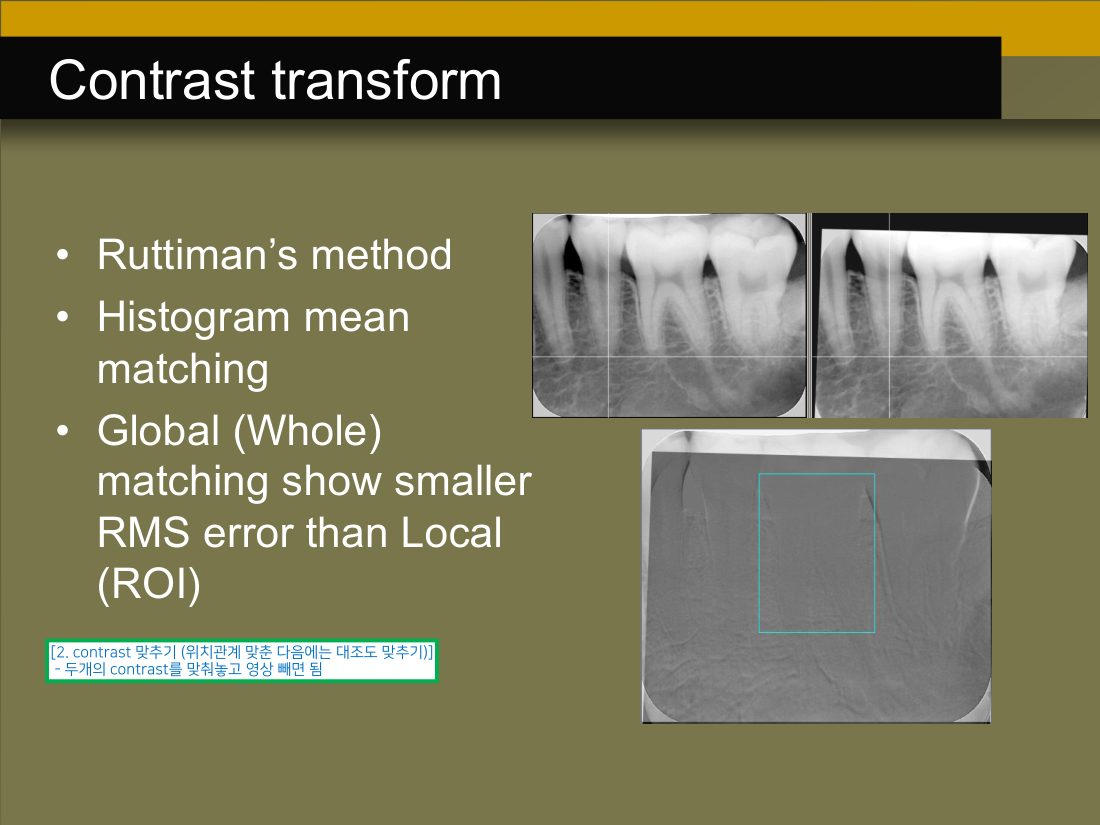 Contrast transform
• Ruttiman’s method
• Histogram mean
matching
• Global (Whole)
matching show smaller
RMS error than Local
(ROI)
[2. contrast 맞추기 (위치관계 맞춘 다음에는 대조도 맞추기)]
- 두개의 contrast를 맞춰놓고 영상 빼면 됨